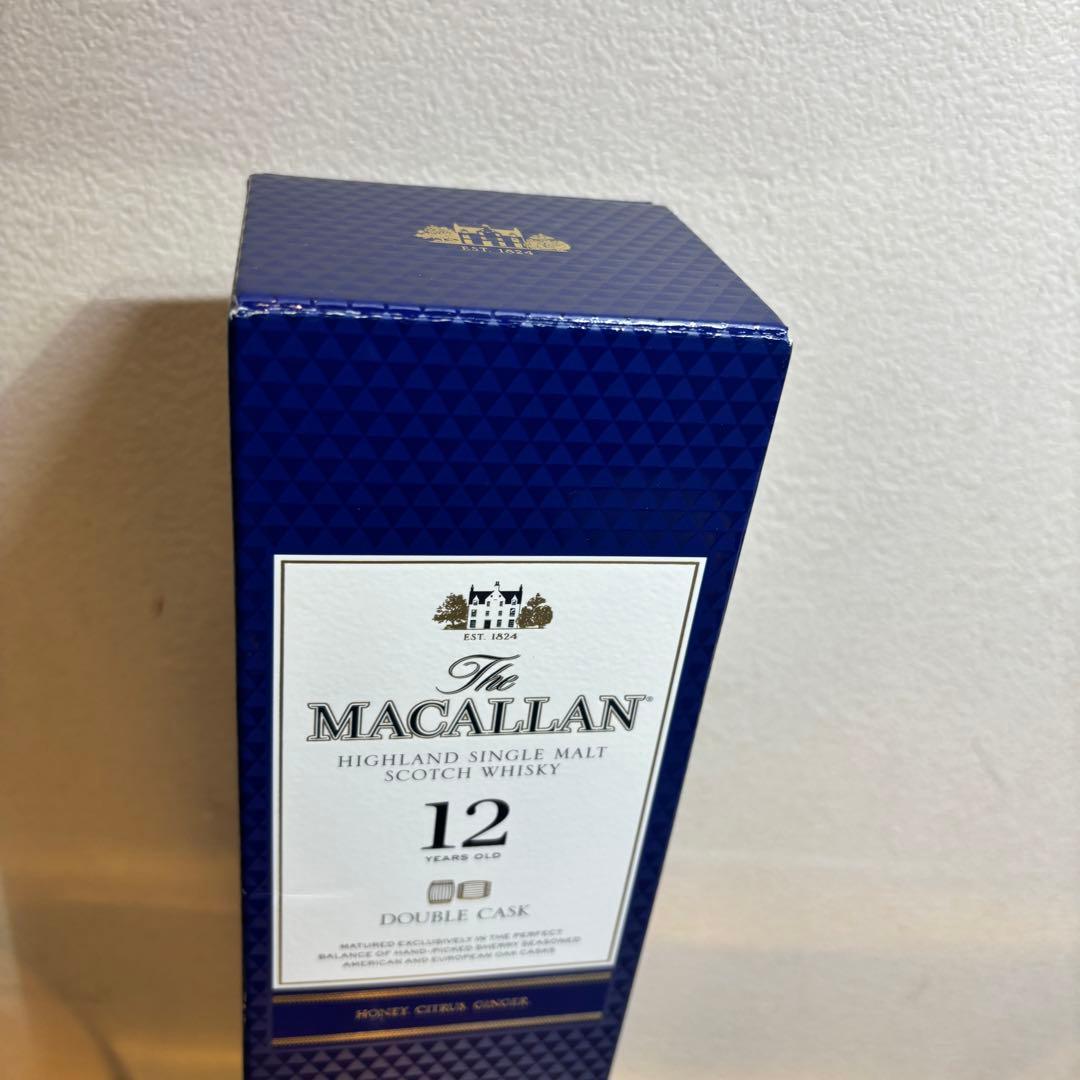 EST. 1824
EST. 1824
The
MACALLAN®
HIGHLAND SINGLE MALT
SCOTCH WHISKY
12
YEARS OLD
DOUBLE CASK
MATURED EXCLUSIVELY IN THE PERFECT
BALANCE OF HAND-PICKED SHERRY SEASONED
AMERICAN AND EUROPEAN OAK CASKS
HONEY CITRUS GINGER